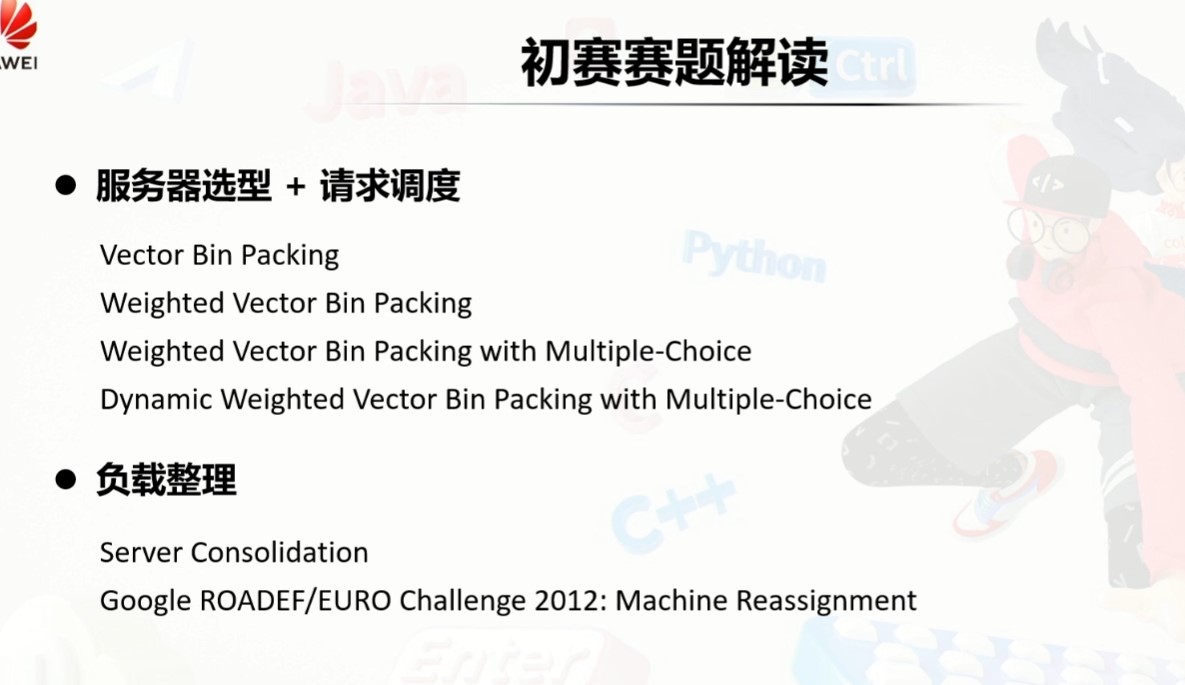 AWEI
初赛赛题解读
Ctrl
Java
● 服务器选型 + 请求调度
Vector Bin Packing
Python
Weighted Vector Bin Packing
Weighted Vector Bin Packing with Multiple-Choice
Dynamic Weighted Vector Bin Packing with Multiple-Choice
● 负载整理
C++
Server Consolidation
Google ROADEF/EURO Challenge 2012: Machine Reassignment
Enter